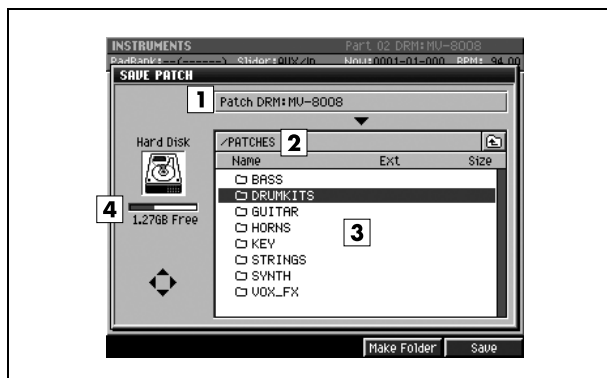 INSTRUMENTS Part 02 DRM:MV-8008
PadBank:--(------) Slider:AUX/In Now:0001-01-000 BPM: 94.00
SAVE PATCH
1 Patch DRM:MV-8008
Hard Disk
/PATCHES 2
Name Ext Size
BASS
DRUMKITS
GUITAR
HORNS
KEY
STRINGS
SYNTH
VOX_FX
3
4
1.27GB Free
Make Folder Save